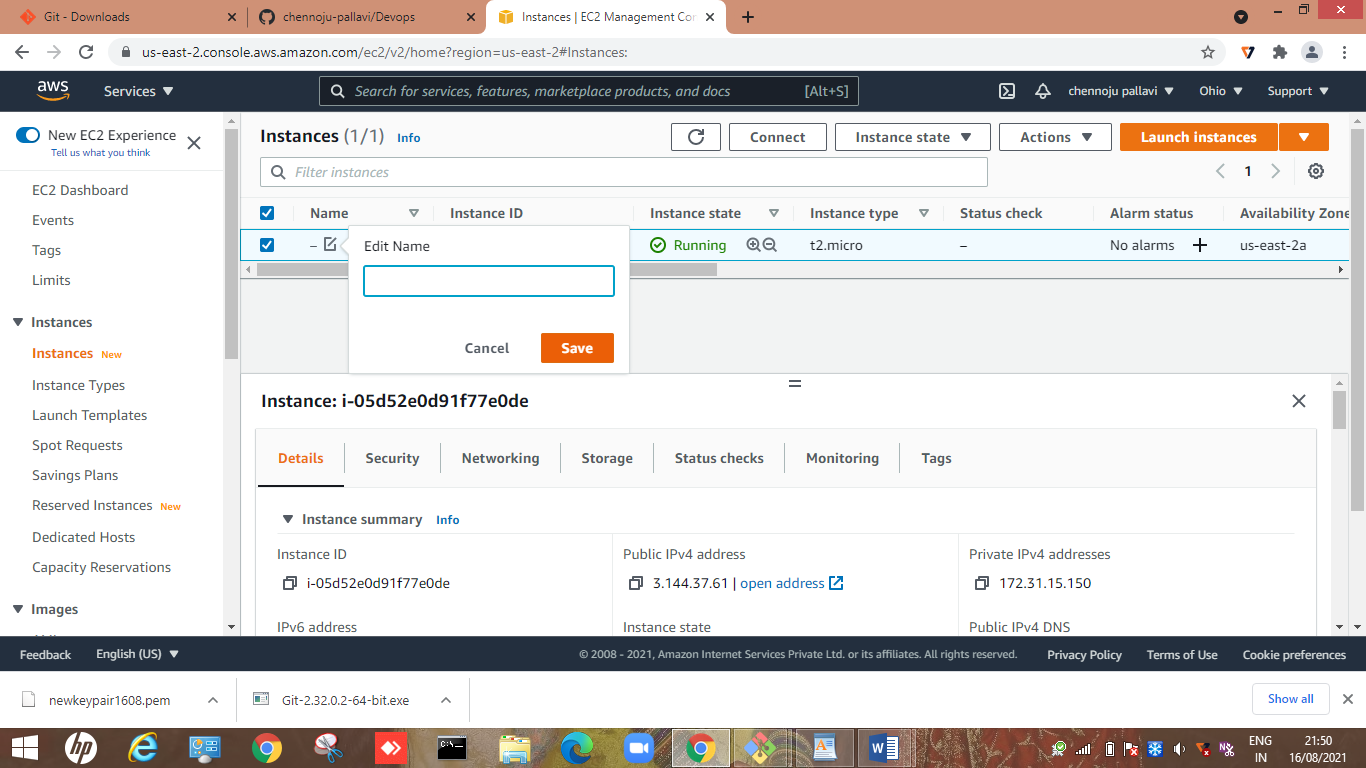 Git - Downloads
chennoju-pallavi/Devops
Instances | EC2 Management Con
us-east-2.console.aws.amazon.com/ec2/v2/home?region=us-east-2#Instances:
aws
Services
Search for services, features, marketplace products, and docs
[Alt+S]
chennoju pallavi
Ohio
Support
New EC2 Experience
Tell us what you think
EC2 Dashboard
Events
Tags
Limits
Instances
Instances New
Instance Types
Launch Templates
Spot Requests
Savings Plans
Reserved Instances New
Dedicated Hosts
Capacity Reservations
Images
Instances (1/1) Info
Connect
Instance state
Actions
Launch instances
Filter instances
1
Name
Instance ID
Instance state
Instance type
Status check
Alarm status
Availability Zone
–
Running
t2.micro
–
No alarms
us-east-2a
Edit Name
Cancel
Save
Instance: i-05d52e0d91f77e0de
Details
Security
Networking
Storage
Status checks
Monitoring
Tags
Instance summary Info
Instance ID
i-05d52e0d91f77e0de
Public IPv4 address
3.144.37.61 | open address
Private IPv4 addresses
172.31.15.150
IPv6 address
Instance state
Public IPv4 DNS
Feedback
English (US)
© 2008 - 2021, Amazon Internet Services Private Ltd. or its affiliates. All rights reserved.
Privacy Policy
Terms of Use
Cookie preferences
newkeypair1608.pem
Git-2.32.0.2-64-bit.exe
Show all
ENG
IN
21:50
16/08/2021